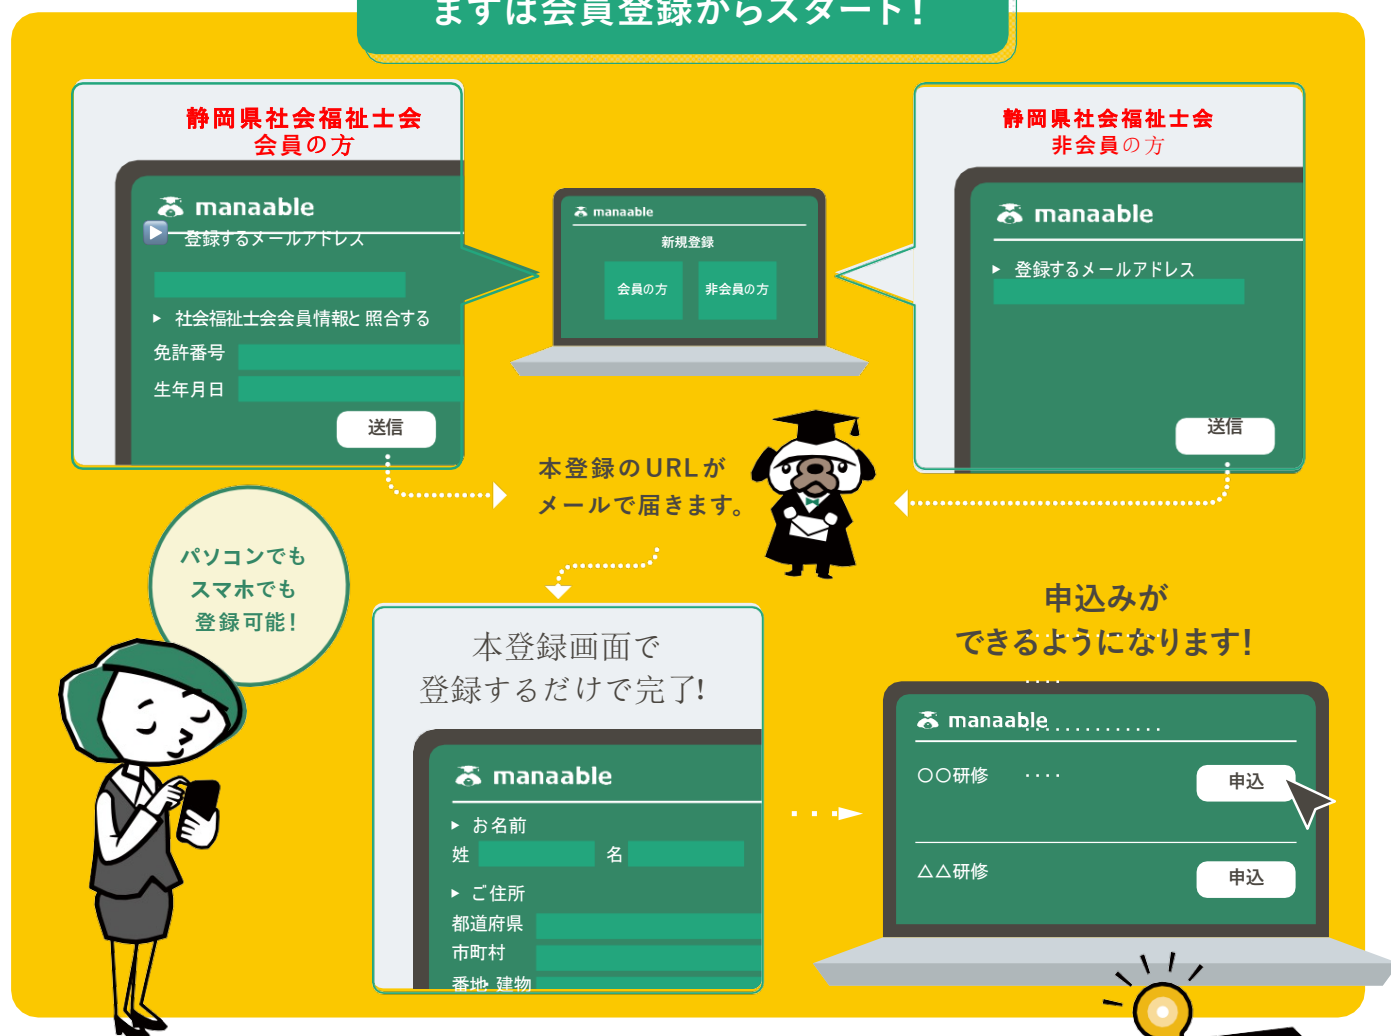 まずは会員登録からスタート!
静岡県社会福祉士会
会員の方
manaable
登録するメールアドレス
社会福祉士会会員情報と照合する
免許番号
生年月日
送信
manaable
新規登録
会員の方
非会員の方
静岡県社会福祉士会
非会員の方
manaable
登録するメールアドレス
送信
本登録のURLが
メールで届きます。
パソコンでも
スマホでも
登録可能!
本登録画面で
登録するだけで完了!
manaable
お名前
姓
名
ご住所
都道府県
市町村
番地 建物
申込みが
できるようになります!
manaable
〇〇研修
申込
△△研修
申込